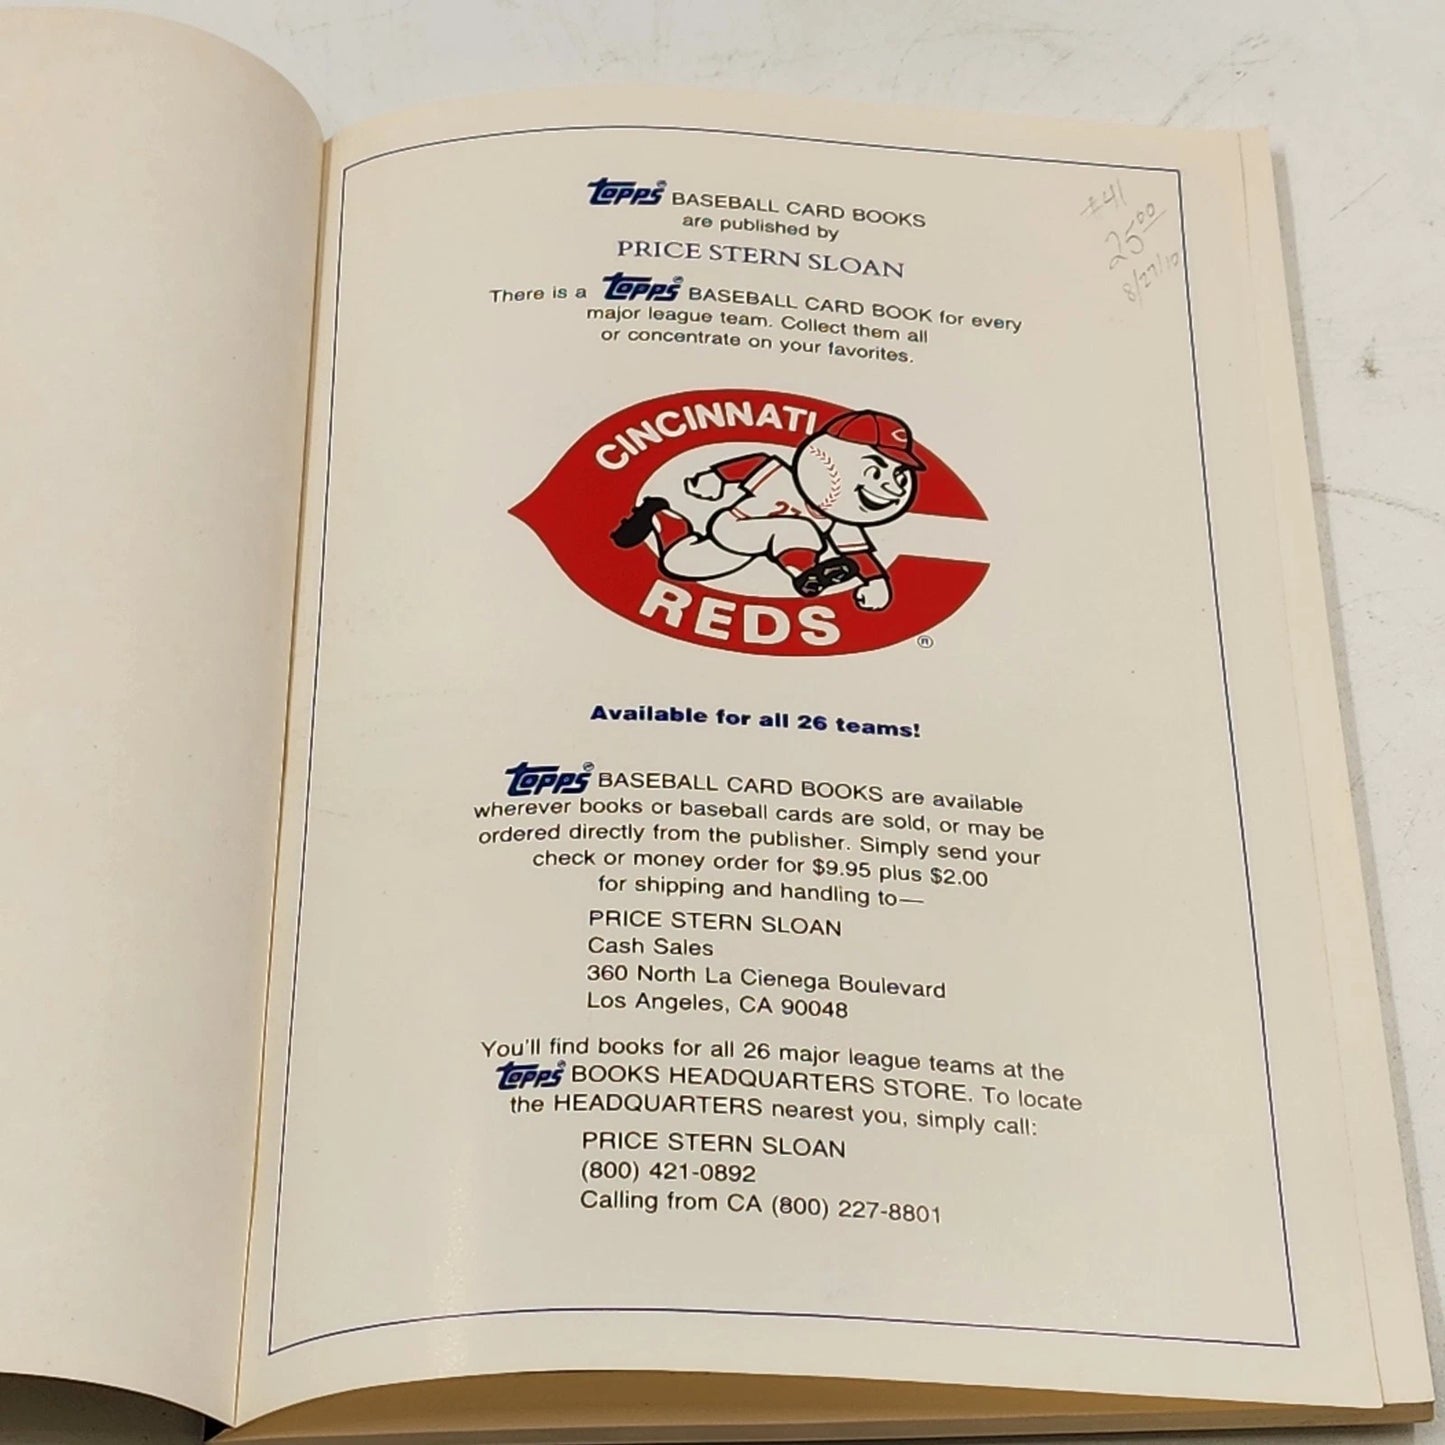 topps BASEBALL CARD BOOKS
are published by
PRICE STERN SLOAN
There is a topps BASEBALL CARD BOOK for every
major league team. Collect them all
or concentrate on your favorites.
#41
25 00
8/27/10
CINCINNATI
27
REDS
®
Available for all 26 teams!
topps® BASEBALL CARD BOOKS are available
wherever books or baseball cards are sold, or may be
ordered directly from the publisher. Simply send your
check or money order for $9.95 plus $2.00
for shipping and handling to—
PRICE STERN SLOAN
Cash Sales
360 North La Cienega Boulevard
Los Angeles, CA 90048
You'll find books for all 26 major league teams at the
topps BOOKS HEADQUARTERS STORE. To locate
the HEADQUARTERS nearest you, simply call:
PRICE STERN SLOAN
(800) 421-0892
Calling from CA (800) 227-8801